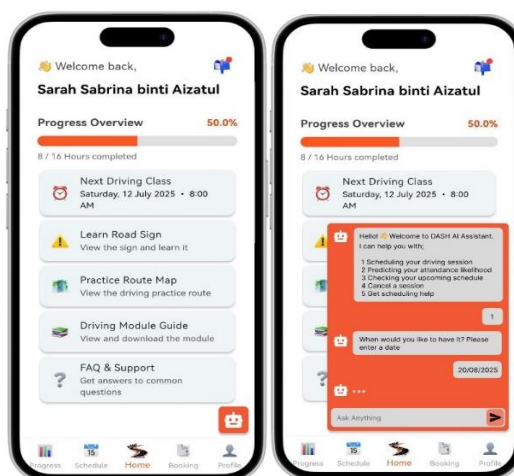 Welcome back,
Sarah Sabrina binti Aizatul
Progress Overview 50.0%
8 / 16 Hours completed
Next Driving Class
Saturday, 12 July 2025 • 8:00
AM
Learn Road Sign
View the sign and learn it
Practice Route Map
View the driving practice route
Driving Module Guide
View and download the module
FAQ & Support
Get answers to common
questions
Progress Schedule Home Booking Profile
Welcome back,
Sarah Sabrina binti Aizatul
Progress Overview 50.0%
8 / 16 Hours completed
Next Driving Class
Saturday, 12 July 2025 • 8:00
AM
Hello! Welcome to DASH AI Assistant.
I can help you with;
1 Scheduling your driving session
2 Predicting your attendance likelihood
3 Checking your upcoming schedule
4 Cancel a session
5 Get scheduling help
1
When would you like to have it? Please
enter a date
20/08/2025
Ask Anything
Progress Schedule Home Booking Profile